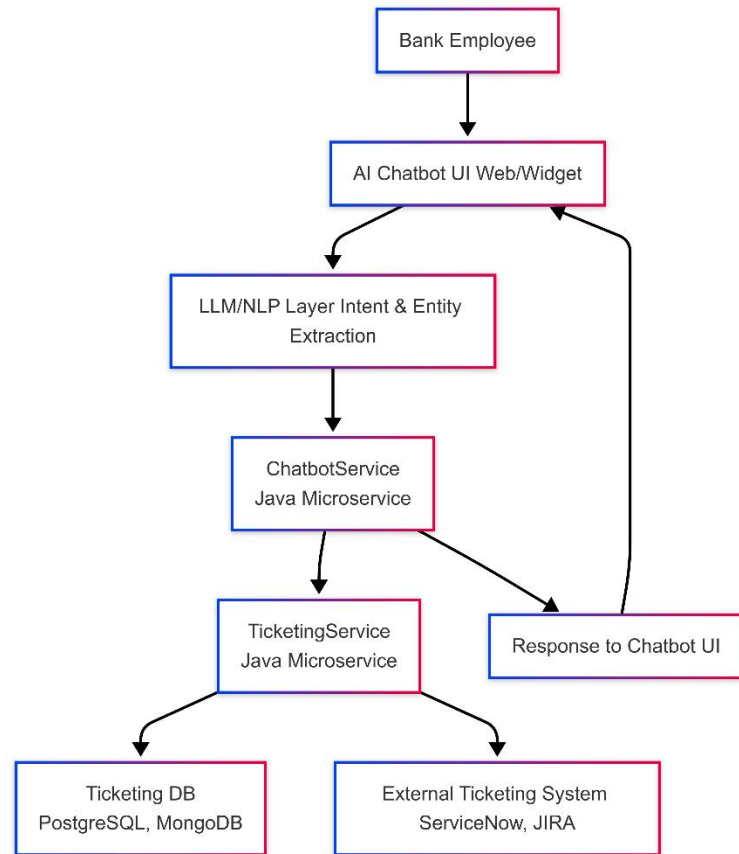 Bank Employee
AI Chatbot UI Web/Widget
LLM/NLP Layer Intent & Entity
Extraction
ChatbotService
Java Microservice
TicketingService
Java Microservice
Response to Chatbot UI
Ticketing DB
PostgreSQL, MongoDB
External Ticketing System
ServiceNow, JIRA